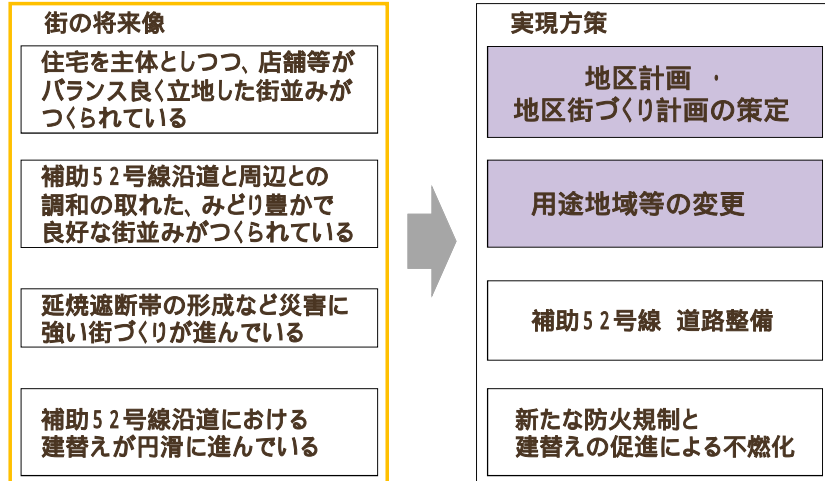 街の将来像
住宅を主体としつつ、店舗等が
バランス良く立地した街並みが
つくられている
補助52号線沿道と周辺との
調和の取れた、みどり豊かで
良好な街並みがつくられている
延焼遮断帯の形成など災害に
強い街づくりが進んでいる
補助52号線沿道における
建替えが円滑に進んでいる
実現方策
地区計画 ・
地区街づくり計画の策定
用途地域等の変更
補助52号線 道路整備
新たな防火規制と
建替えの促進による不燃化